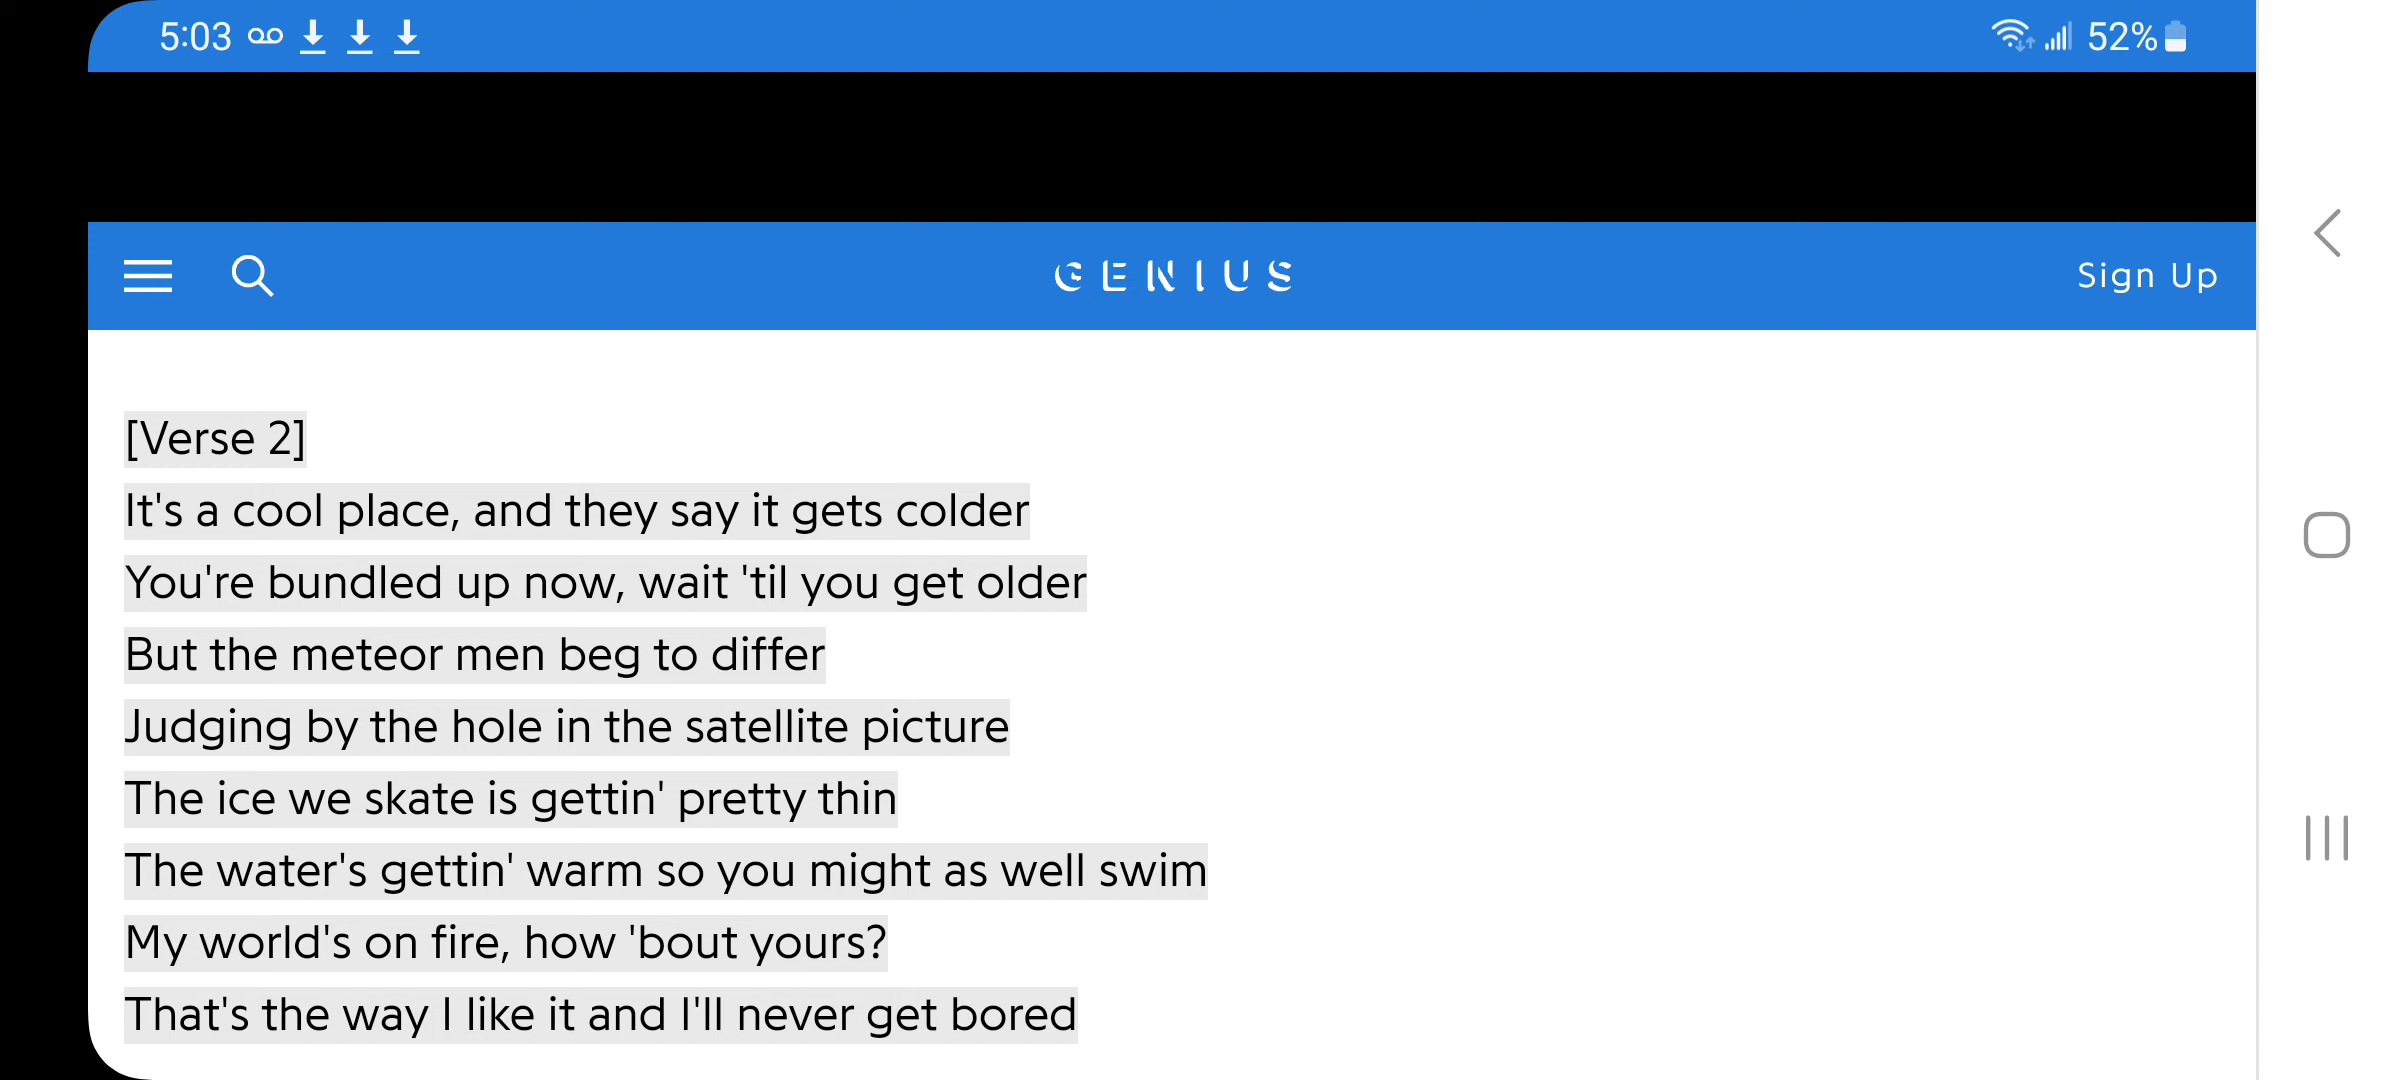 5:03 52%
GENIUS Sign Up
[Verse 2]
It's a cool place, and they say it gets colder
You're bundled up now, wait 'til you get older
But the meteor men beg to differ
Judging by the hole in the satellite picture
The ice we skate is gettin' pretty thin
The water's gettin' warm so you might as well swim
My world's on fire, how 'bout yours?
That's the way I like it and I'll never get bored